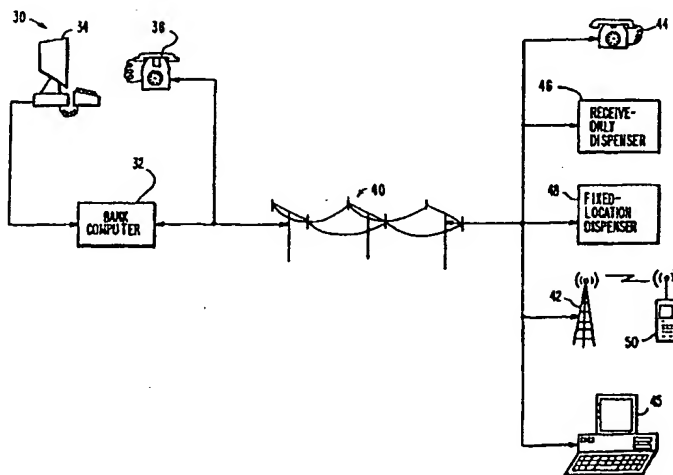 30
34
36
44
46
RECEIVE-
ONLY
DISPENSER
32
BANK
COMPUTER
40
48
FIXED-
LOCATION
DISPENSER
42
50
45